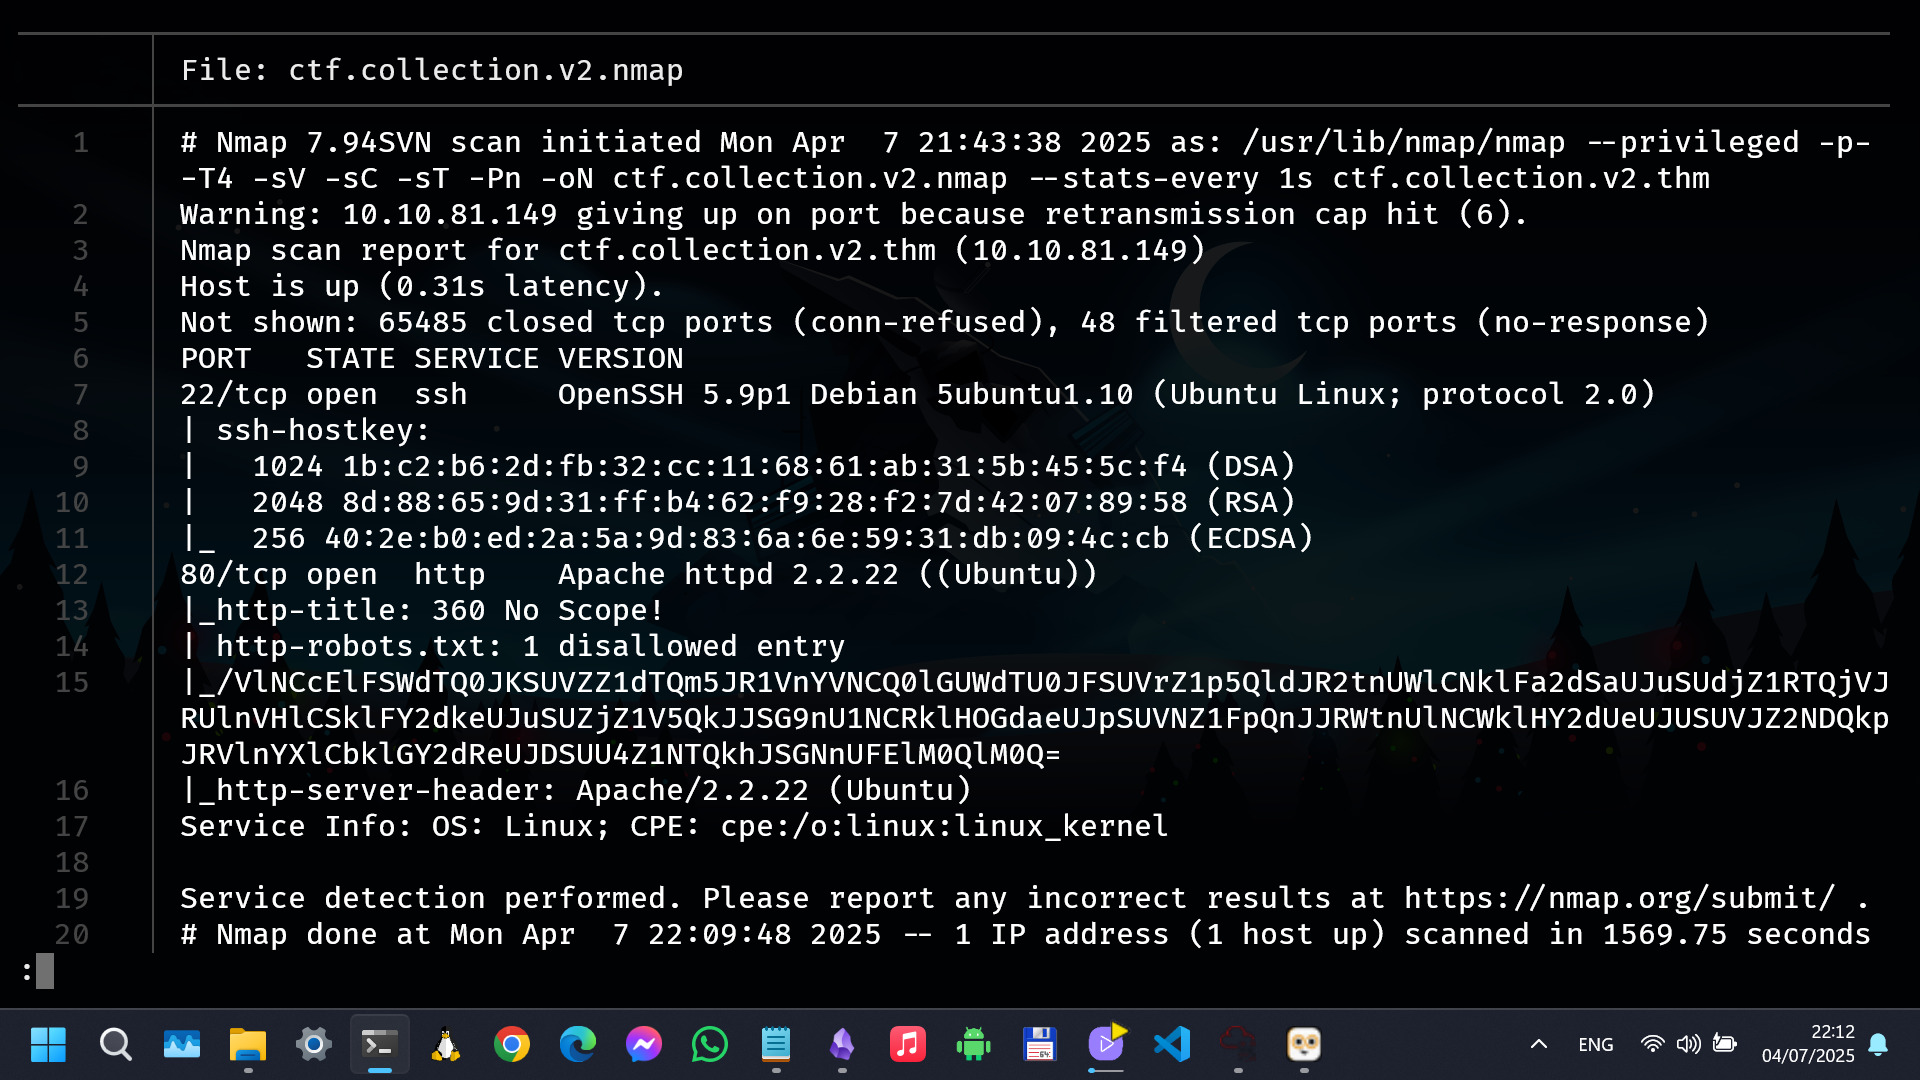 File: ctf.collection.v2.nmap
1 # Nmap 7.94SVN scan initiated Mon Apr  7 21:43:38 2025 as: /usr/lib/nmap/nmap --privileged -p-
-T4 -sV -sC -sT -Pn -oN ctf.collection.v2.nmap --stats-every 1s ctf.collection.v2.thm
2 Warning: 10.10.81.149 giving up on port because retransmission cap hit (6).
3 Nmap scan report for ctf.collection.v2.thm (10.10.81.149)
4 Host is up (0.31s latency).
5 Not shown: 65485 closed tcp ports (conn-refused), 48 filtered tcp ports (no-response)
6 PORT   STATE SERVICE VERSION
7 22/tcp open  ssh     OpenSSH 5.9p1 Debian 5ubuntu1.10 (Ubuntu Linux; protocol 2.0)
8 | ssh-hostkey:
9 |   1024 1b:c2:b6:2d:fb:32:cc:11:68:61:ab:31:5b:45:5c:f4 (DSA)
10 |   2048 8d:88:65:9d:31:ff:b4:62:f9:28:f2:7d:42:07:89:58 (RSA)
11 |_  256 40:2e:b0:ed:2a:5a:9d:83:6a:6e:59:31:db:09:4c:cb (ECDSA)
12 80/tcp open  http    Apache httpd 2.2.22 ((Ubuntu))
13 |_http-title: 360 No Scope!
14 | http-robots.txt: 1 disallowed entry
15 |_/VlNCcElFSWdTQ0JKSUVZZ1dTQm5JR1VnYVNCQ0lGUWdTU0JFSUVrZ1p5QldJR2tnUWlCNklFa2dSaUJuSUdjZ1RTQjVJ
RUlnVHlCSklFY2dkeUJuSUZjZ1V5QkJJSG9nU1NCRklHOGdaeUJpSUVNZ1FpQnJJRWtnUlNCWklHY2dUeUJUSUVJZ2NDQkp
JRVlnYXlCbklGY2dReUJDSUU4Z1NTQkhJSGNnUFElM0QlM0Q=
16 |_http-server-header: Apache/2.2.22 (Ubuntu)
17 Service Info: OS: Linux; CPE: cpe:/o:linux:linux_kernel
18
19 Service detection performed. Please report any incorrect results at https://nmap.org/submit/ .
20 # Nmap done at Mon Apr  7 22:09:48 2025 -- 1 IP address (1 host up) scanned in 1569.75 seconds
:
ENG
22:12
04/07/2025